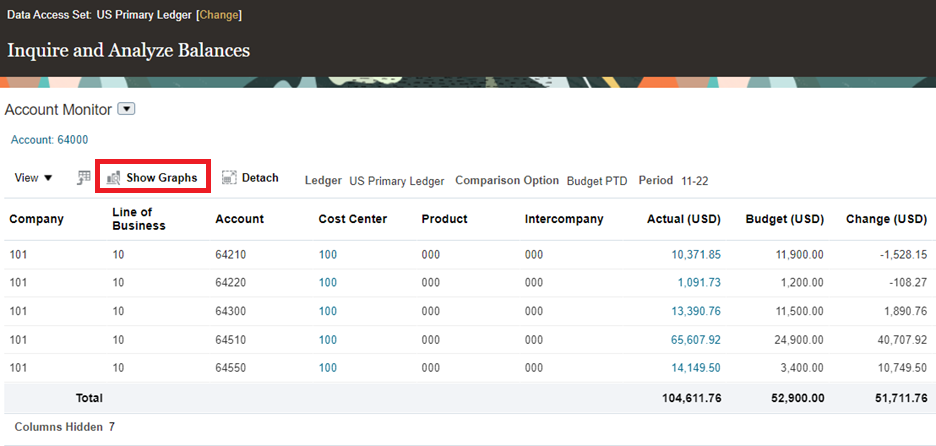 Data Access Set: US Primary Ledger [Change]
Inquire and Analyze Balances
Account Monitor
Account: 64000
View Show Graphs Detach Ledger US Primary Ledger Comparison Option Budget PTD Period 11-22
Company Line of Business Account Cost Center Product Intercompany Actual (USD) Budget (USD) Change (USD)
101 10 64210 100 000 000 10,371.85 11,900.00 -1,528.15
101 10 64220 100 000 000 1,091.73 1,200.00 -108.27
101 10 64300 100 000 000 13,390.76 11,500.00 1,890.76
101 10 64510 100 000 000 65,607.92 24,900.00 40,707.92
101 10 64550 100 000 000 14,149.50 3,400.00 10,749.50
Total 104,611.76 52,900.00 51,711.76
Columns Hidden 7